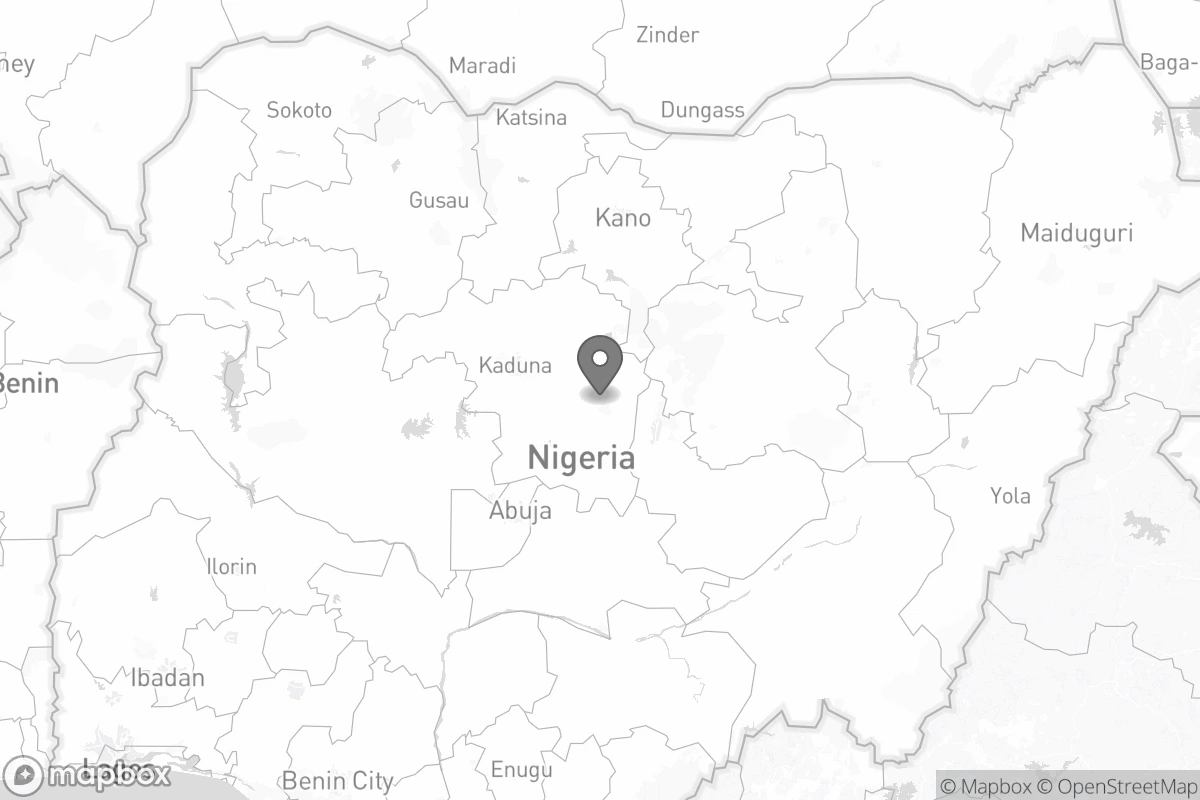 Zinder
ney
Maradi
Baga-
Sokoto
Katsina
Dungass
Gusau
Kano
Maiduguri
Kaduna
Benin
Nigeria
Yola
Abuja
Ilorin
Ibadan
Lagos
mapbox
Enugu
Benin City
© Mapbox © OpenStreetMap